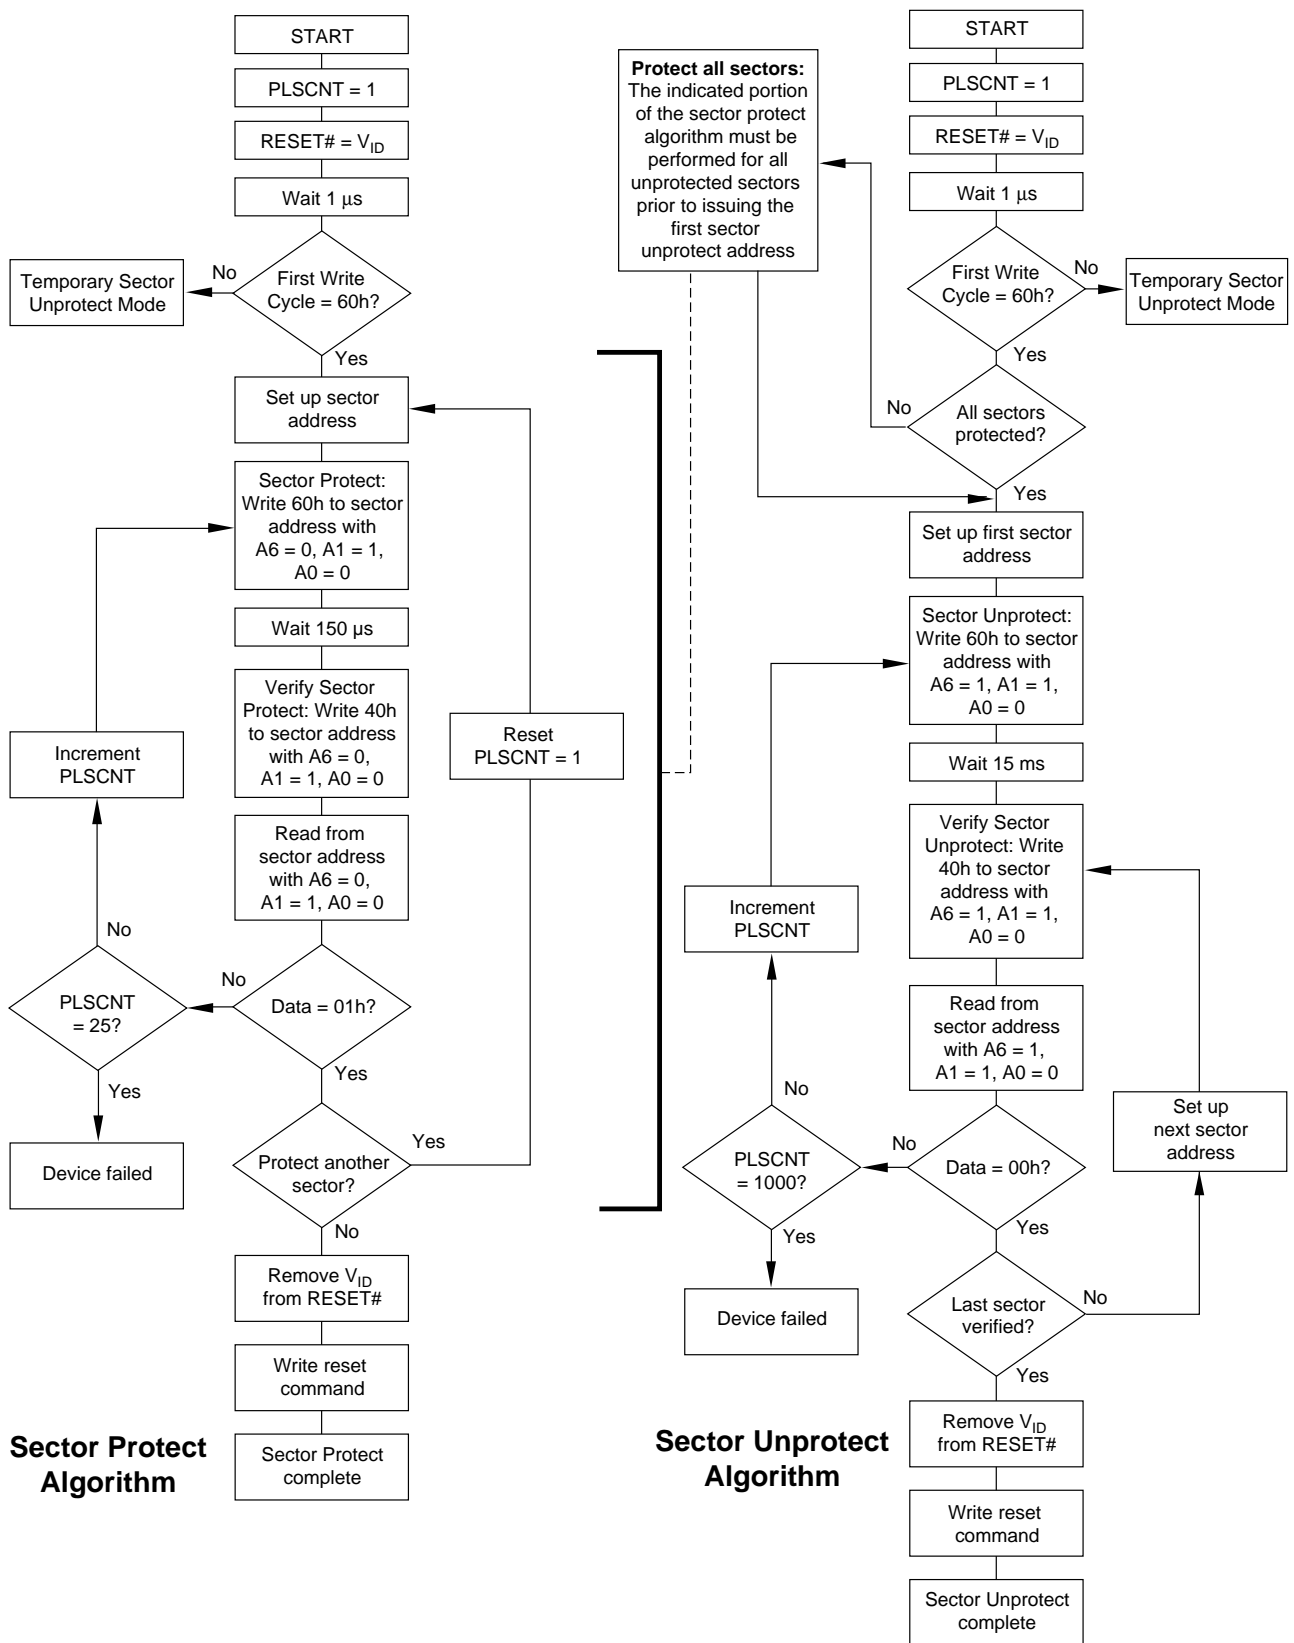 START
PLSCNT = 1
RESET# = VID
Wait 1 μs
First Write
Cycle = 60h?
No
Temporary Sector
Unprotect Mode
Yes
Set up sector
address
Sector Protect:
Write 60h to sector
address with
A6 = 0, A1 = 1,
A0 = 0
Wait 150 µs
Verify Sector
Protect: Write 40h
to sector address
with A6 = 0,
A1 = 1, A0 = 0
Reset
PLSCNT = 1
Increment
PLSCNT
Read from
sector address
with A6 = 0,
A1 = 1, A0 = 0
No
No
PLSCNT
= 25?
Data = 01h?
Yes
Yes
Device failed
Protect another
sector?
Yes
No
Remove VID
from RESET#
Write reset
command
Sector Protect
complete
Sector Protect
Algorithm
Protect all sectors:
The indicated portion
of the sector protect
algorithm must be
performed for all
unprotected sectors
prior to issuing the
first sector
unprotect address
START
PLSCNT = 1
RESET# = VID
Wait 1 μs
First Write
Cycle = 60h?
No
Temporary Sector
Unprotect Mode
Yes
No
All sectors
protected?
Yes
Set up first sector
address
Sector Unprotect:
Write 60h to sector
address with
A6 = 1, A1 = 1,
A0 = 0
Wait 15 ms
Verify Sector
Unprotect: Write
40h to sector
address with
A6 = 1, A1 = 1,
A0 = 0
Increment
PLSCNT
Read from
sector address
with A6 = 1,
A1 = 1, A0 = 0
No
Set up
next sector
address
No
PLSCNT
= 1000?
Data = 00h?
Yes
Yes
Device failed
Last sector
verified?
No
Yes
Remove VID
from RESET#
Write reset
command
Sector Unprotect
complete
Sector Unprotect
Algorithm